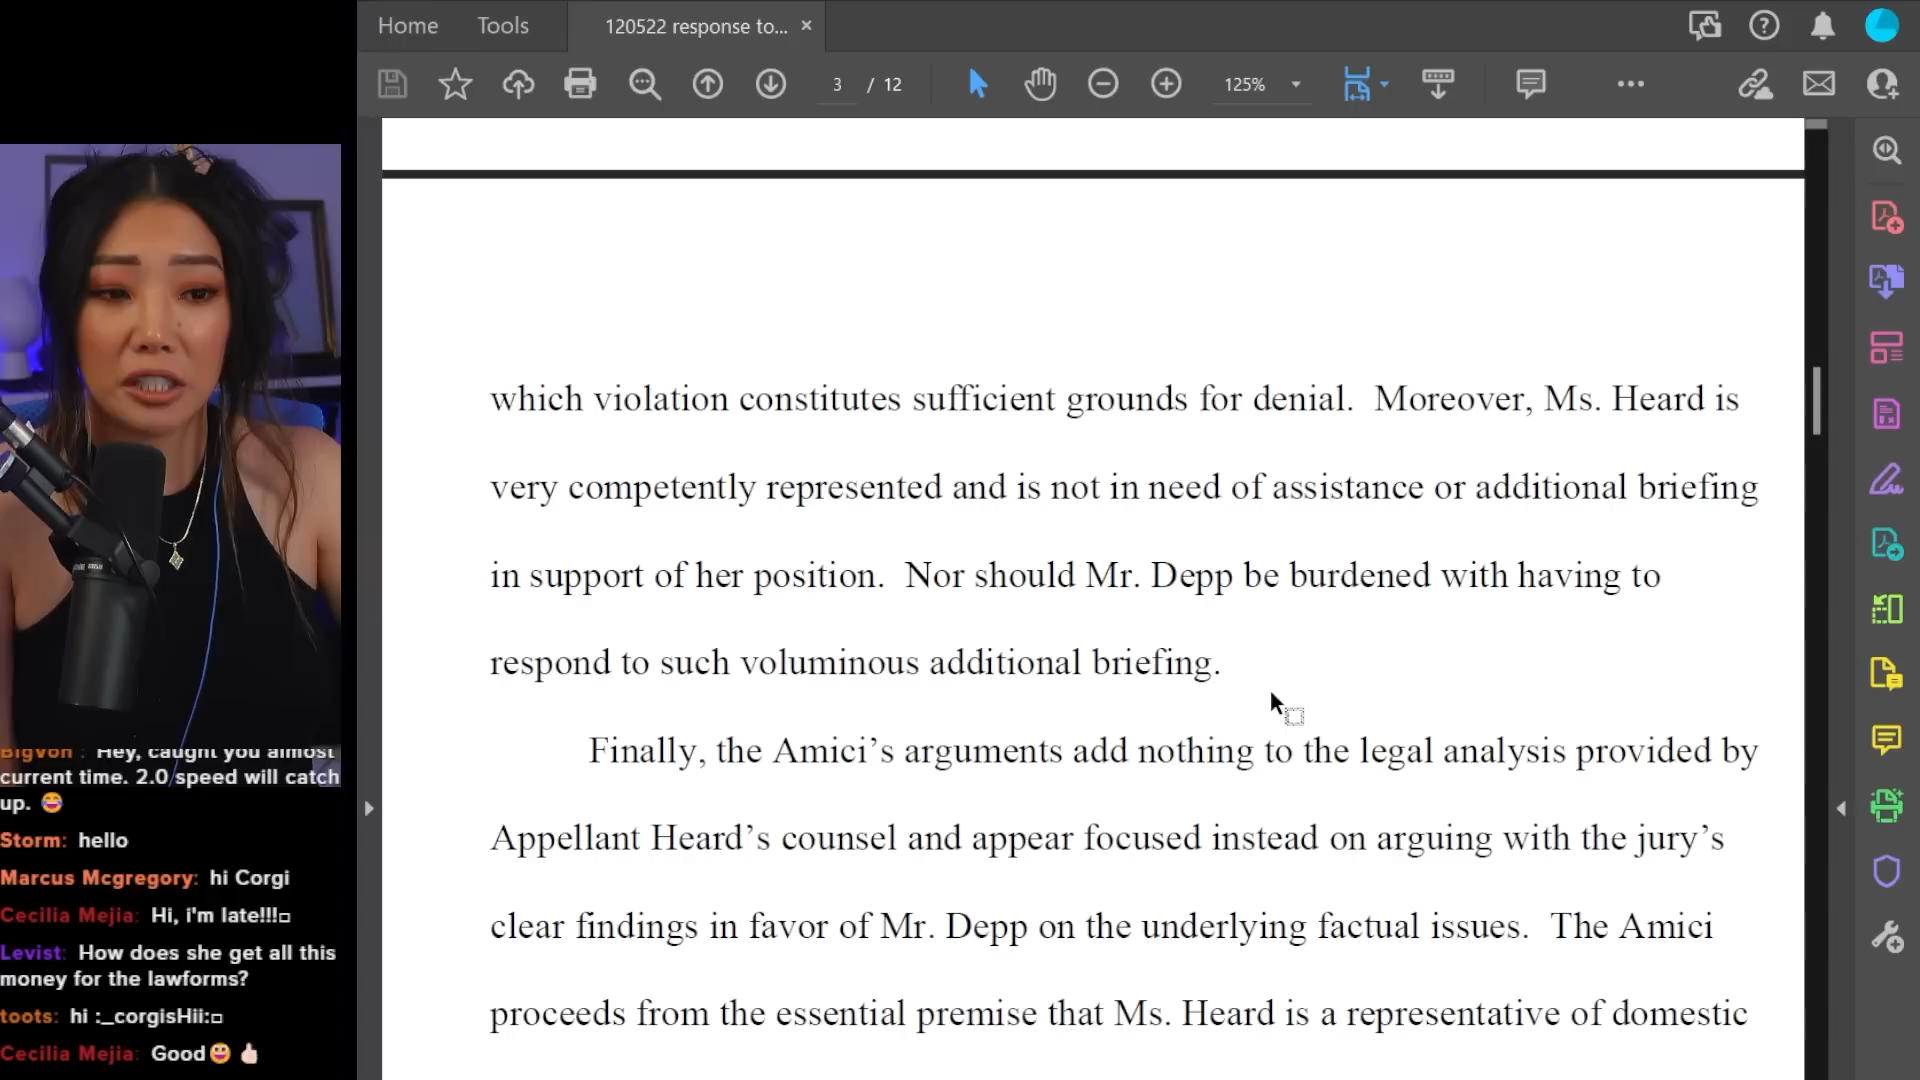 Home Tools 120522 response to... ×
3 / 12 125%
which violation constitutes sufficient grounds for denial. Moreover, Ms. Heard is
very competently represented and is not in need of assistance or additional briefing
in support of her position. Nor should Mr. Depp be burdened with having to
respond to such voluminous additional briefing.
Finally, the Amici’s arguments add nothing to the legal analysis provided by
Appellant Heard’s counsel and appear focused instead on arguing with the jury’s
clear findings in favor of Mr. Depp on the underlying factual issues. The Amici
proceeds from the essential premise that Ms. Heard is a representative of domestic
BigVon : Hey, caught you almost
current time. 2.0 speed will catch
up. 😂
Storm: hello
Marcus Mcgregory: hi Corgi
Cecilia Mejia: Hi, i'm late!!!□
Levist: How does she get all this
money for the lawforms?
toots: hi :_corgisHii:□
Cecilia Mejia: Good😀👍🏻